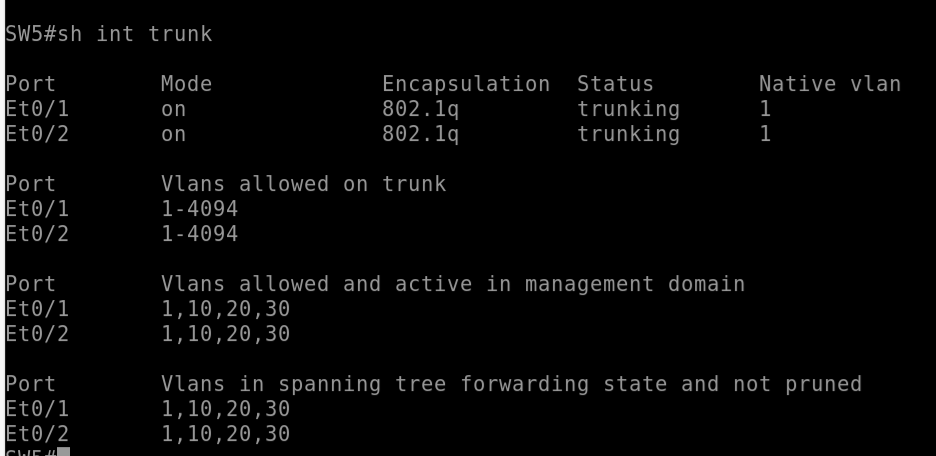 SW5#sh int trunk
Port Mode Encapsulation Status Native vlan
Et0/1 on 802.1q trunking 1
Et0/2 on 802.1q trunking 1
Port Vlans allowed on trunk
Et0/1 1-4094
Et0/2 1-4094
Port Vlans allowed and active in management domain
Et0/1 1,10,20,30
Et0/2 1,10,20,30
Port Vlans in spanning tree forwarding state and not pruned
Et0/1 1,10,20,30
Et0/2 1,10,20,30
SW5#